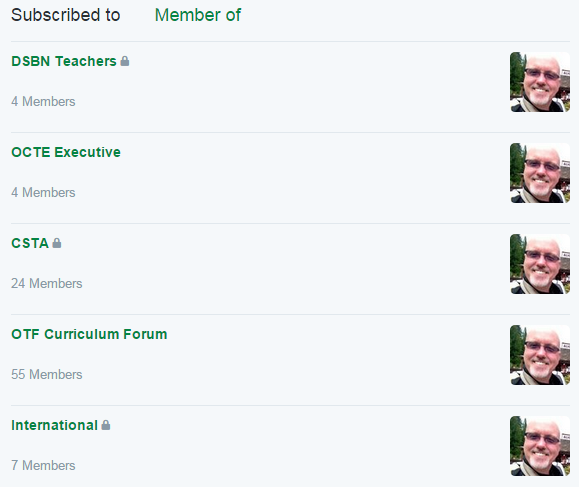 Subscribed to Member of
DSBN Teachers
4 Members
OCTE Executive
4 Members
CSTA
24 Members
OTF Curriculum Forum
55 Members
International
7 Members